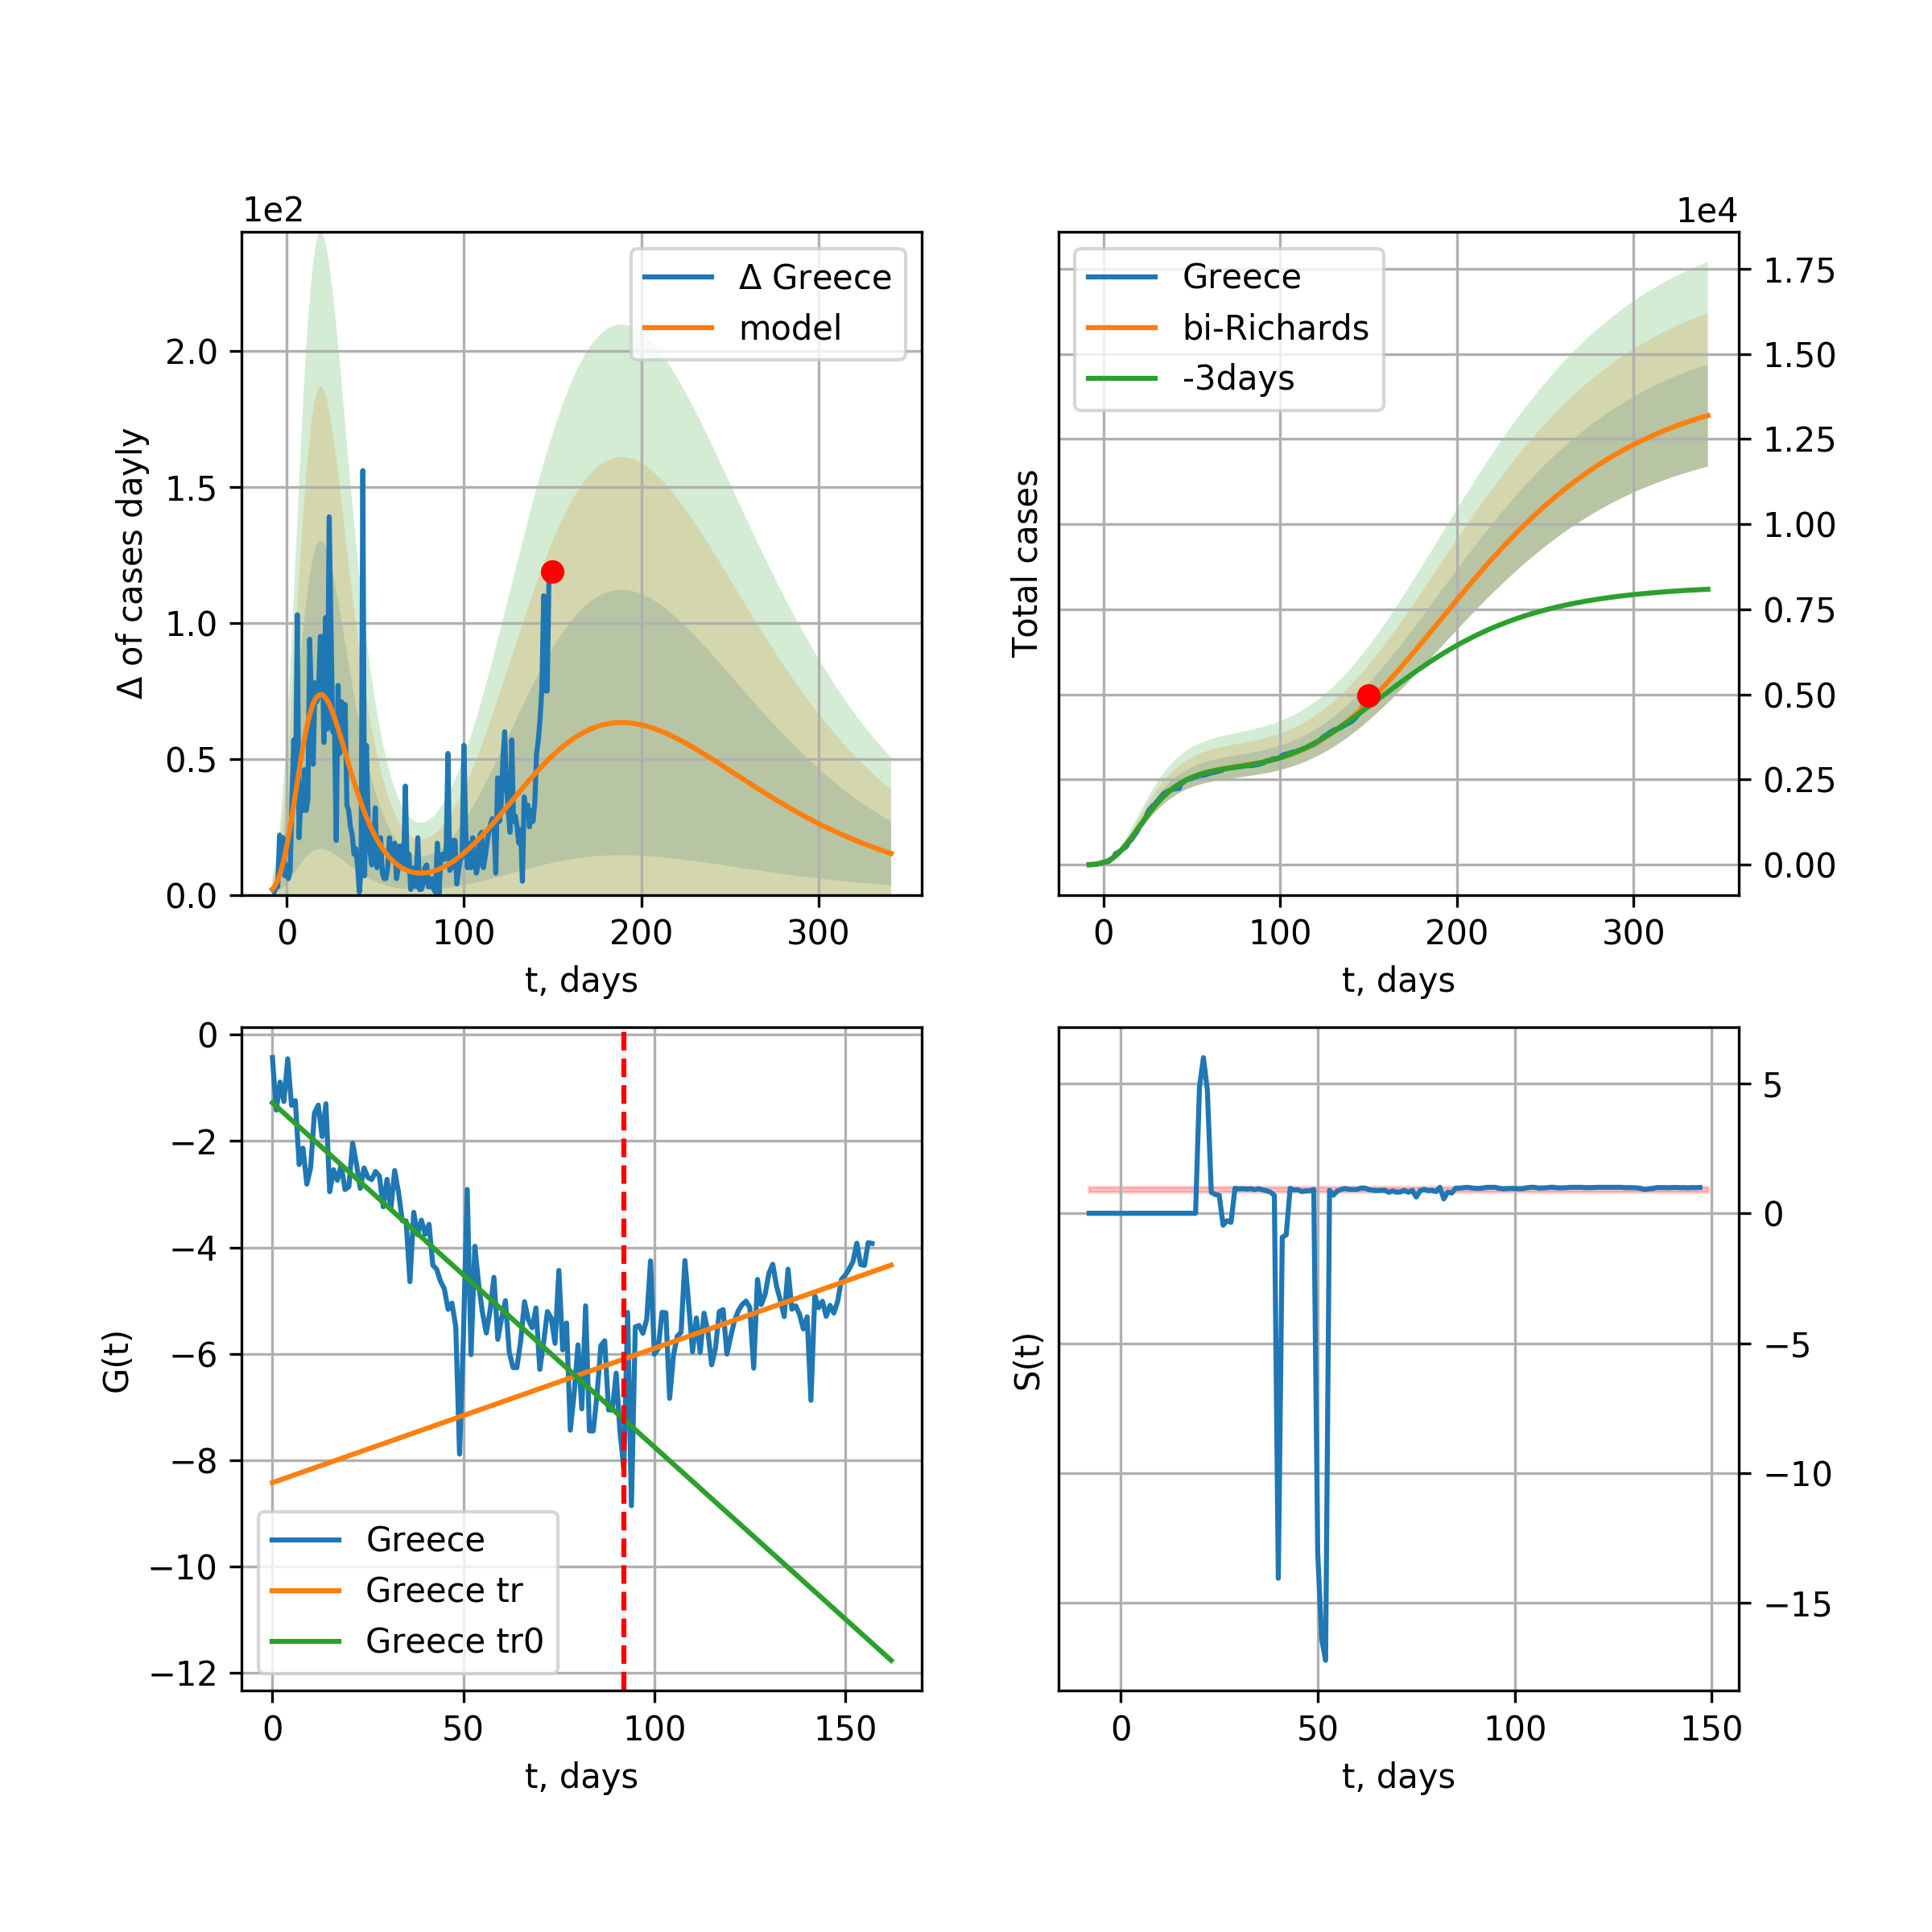 1e2
Δ of cases dayly
2.0
1.5
1.0
0.5
0.0
0 100 200 300
t, days
Δ Greece
model
1e4
Total cases
1.75
1.50
1.25
1.00
0.75
0.50
0.25
0.00
0 100 200 300
t, days
Greece
bi-Richards
-3days
G(t)
0
−2
−4
−6
−8
−10
−12
0 50 100 150
t, days
Greece
Greece tr
Greece tr0
S(t)
5
0
−5
−10
−15
0 50 100 150
t, days